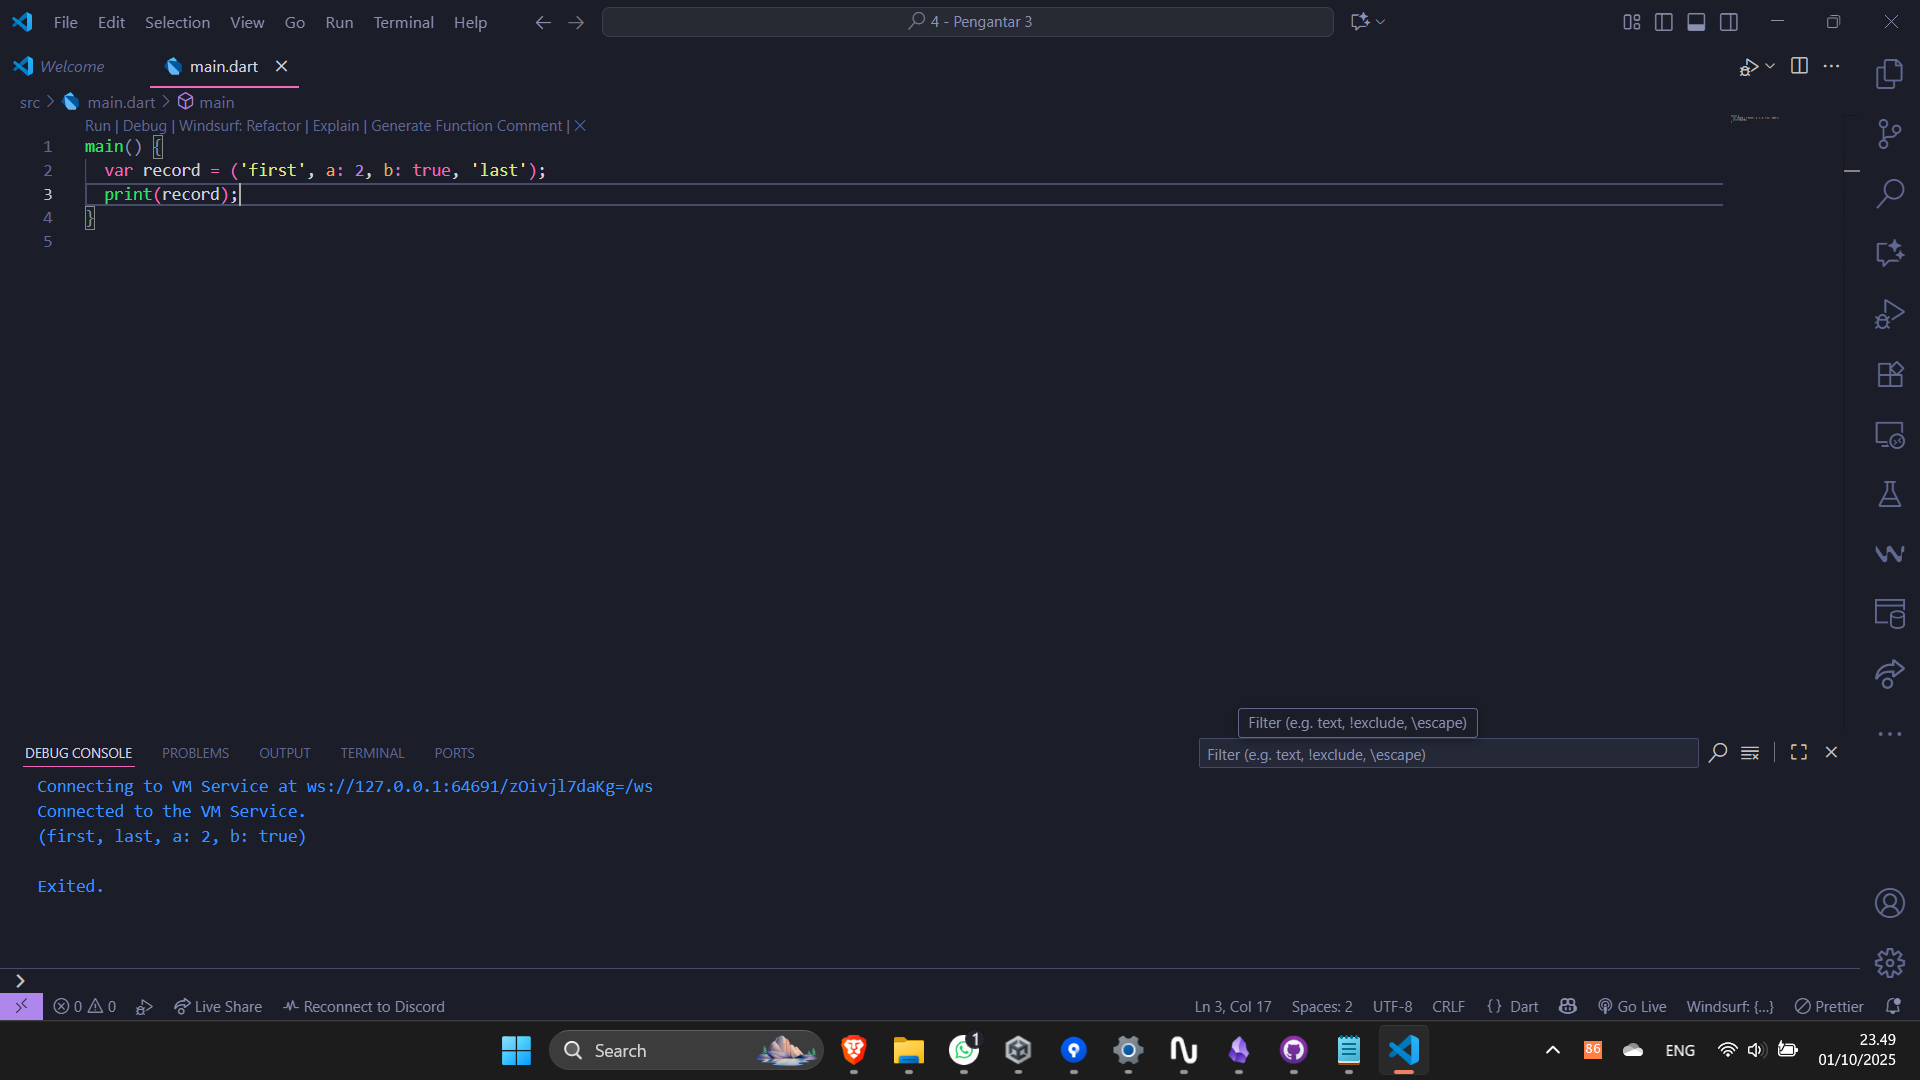 File Edit Selection View Go Run Terminal Help
4 - Pengantar 3
Welcome
main.dart
src > main.dart > main
Run | Debug | Windsurf: Refactor | Explain | Generate Function Comment | X
1 main() {
2 var record = ('first', a: 2, b: true, 'last');
3 print(record);
4 }
5
Filter (e.g. text, !exclude, \escape)
DEBUG CONSOLE PROBLEMS OUTPUT TERMINAL PORTS
Filter (e.g. text, !exclude, \escape)
Connecting to VM Service at ws://127.0.0.1:64691/zOivjl7daKg=/ws
Connected to the VM Service.
(first, last, a: 2, b: true)
Exited.
0 0 Live Share Reconnect to Discord
Ln 3, Col 17 Spaces: 2 UTF-8 CRLF {} Dart Go Live Windsurf: {...} Prettier
Search
1
86
ENG
23.49
01/10/2025